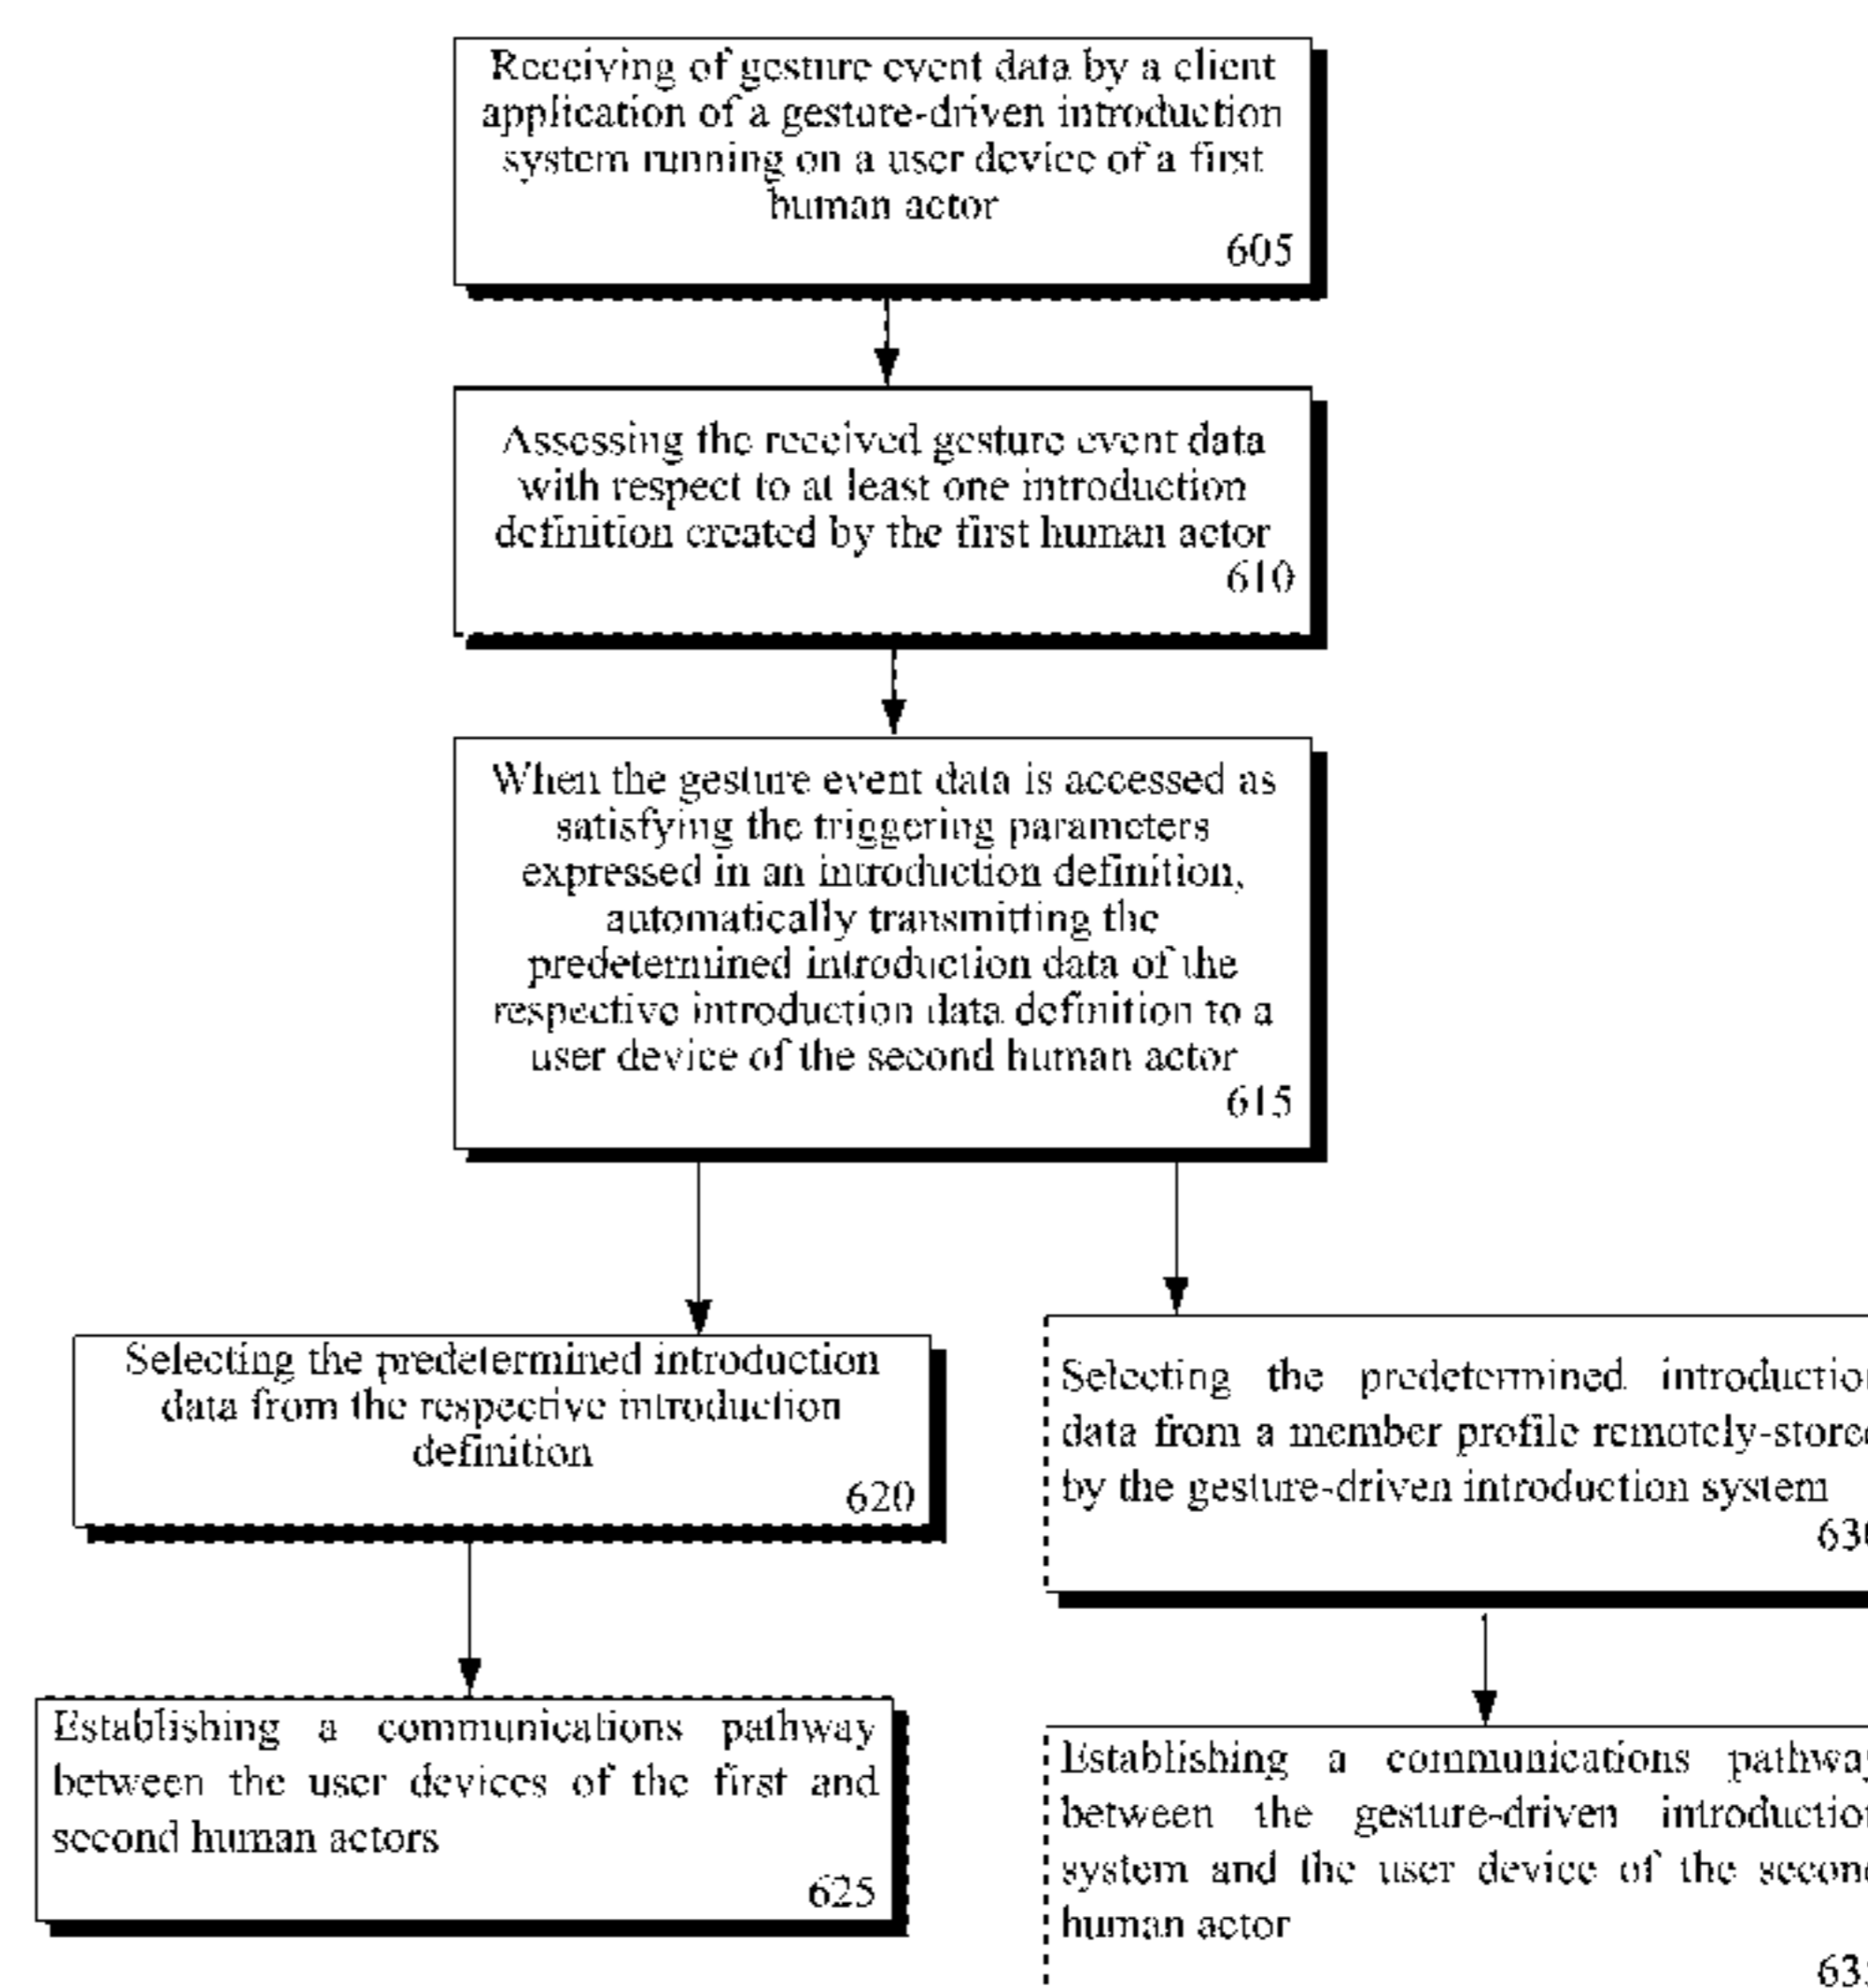 Receiving of gesture event data by a client
application of a gesture-driven introduction
system running on a user device of a first
human actor
605
Assessing the received gesture event data
with respect to at least one introduction
definition created by the first human actor
610
When the gesture event data is accessed as
satisfying the triggering parameters
expressed in an introduction definition,
automatically transmitting the
predetermined introduction data of the
respective introduction data definition to a
user device of the second human actor
615
Selecting the predetermined introduction
data from the respective introduction
definition
620
Selecting the predetermined
data from a member profile
by the gesture-driven introduction system
Establishing a communications pathway
between the user devices of the first and
second human actors
625
Establishing a communications
between the gesture-driven
system and the user device of the
human actor